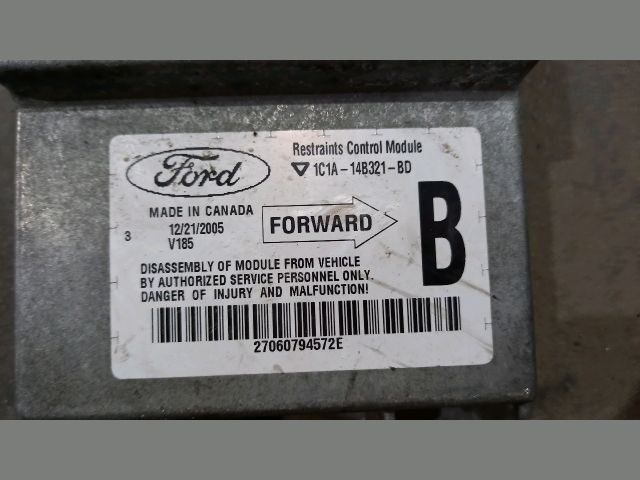 Ford
Restraints Control Module
1C1A-14B321-BD
MADE IN CANADA
12/21/2005
V185
3
FORWARD
B
DISASSEMBLY OF MODULE FROM VEHICLE
BY AUTHORIZED SERVICE PERSONNEL ONLY.
DANGER OF INJURY AND MALFUNCTION!
27060794572E